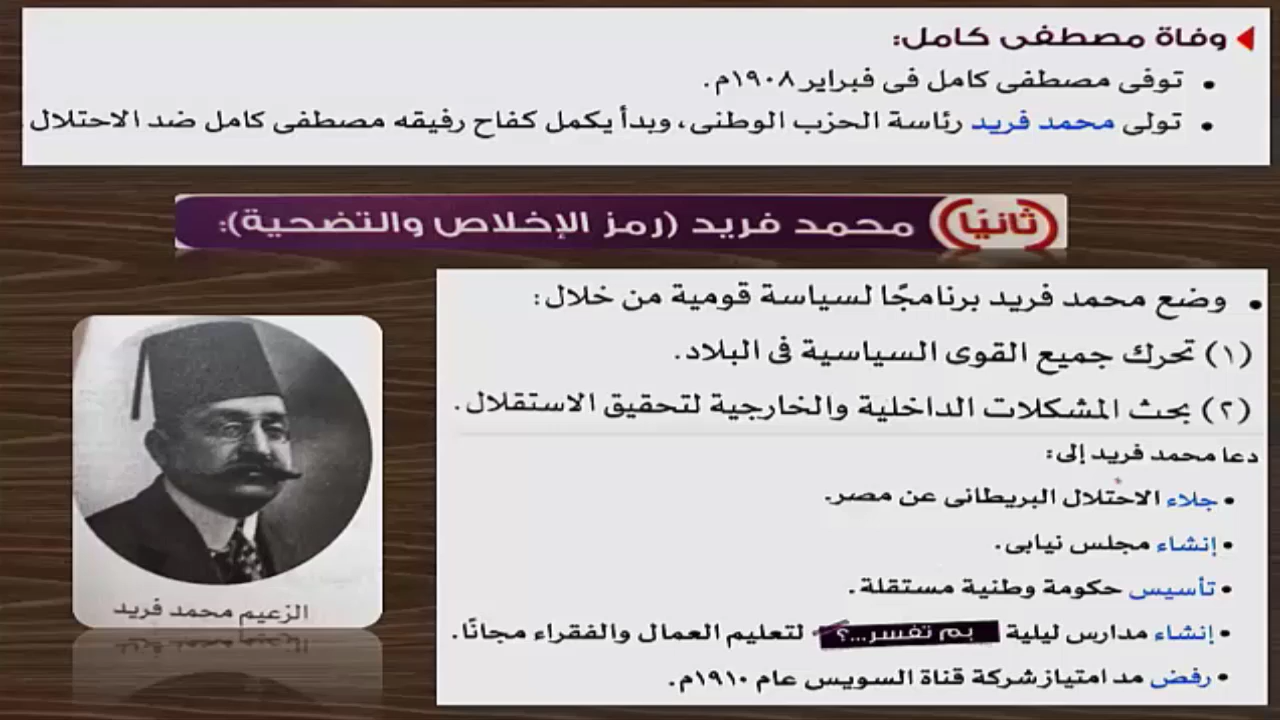 وفاة مصطفى كامل:
• توفى مصطفى كامل فى فبراير ١٩٠٨م.
• تولى محمد فريد رئاسة الحزب الوطنى، وبدأ يكمل كفاح رفيقه مصطفى كامل ضد الاحتلال.
ثانيًا محمد فريد (رمز الإخلاص والتضحية):
• وضع محمد فريد برنامجًا لسياسة قومية من خلال:
(١) تحرك جميع القوى السياسية فى البلاد.
(٢) بحث المشكلات الداخلية والخارجية لتحقيق الاستقلال.
دعا محمد فريد إلى:
• جلاء الاحتلال البريطانى عن مصر.
• إنشاء مجلس نيابى.
• تأسيس حكومة وطنية مستقلة.
• إنشاء مدارس ليلية بم تفسر...؟ لتعليم العمال والفقراء مجانًا.
• رفض مد امتياز شركة قناة السويس عام ١٩١٠م.
الزعيم محمد فريد